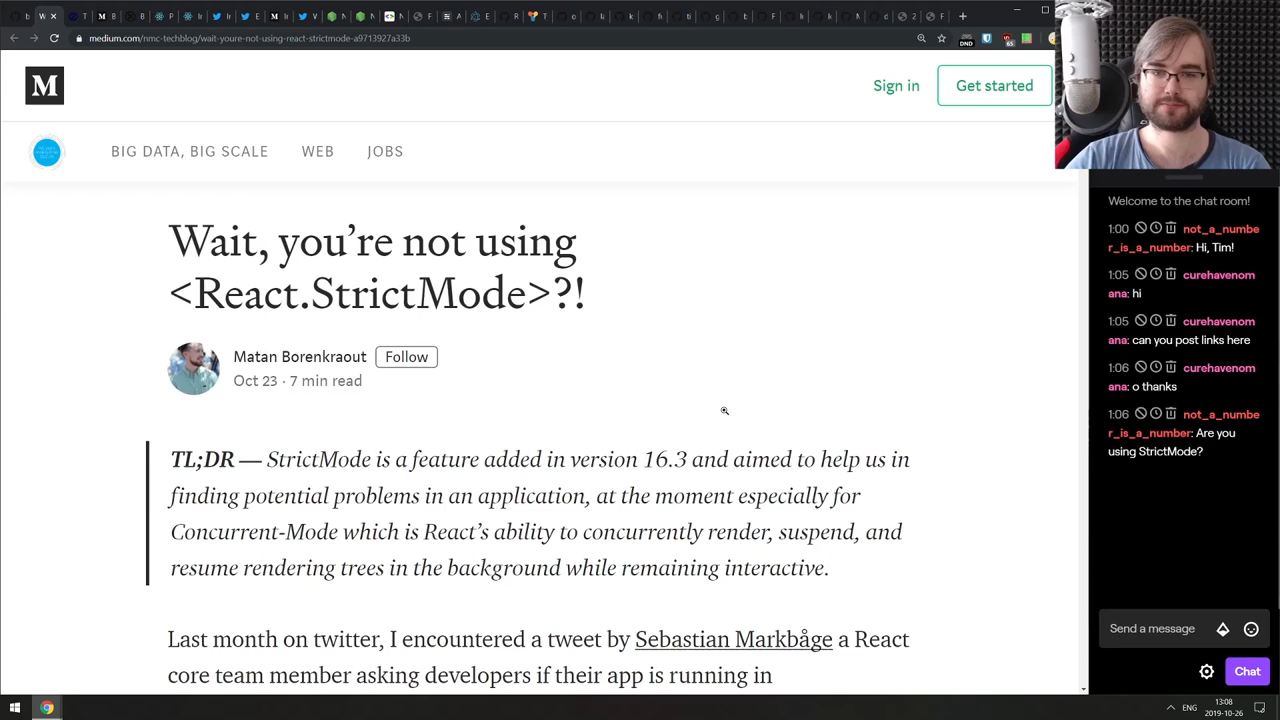 medium.com/nmc-techblog/wait-youre-not-using-react-strictmode-a9713927a33b
DND
65
M
Sign in
Get started
BIG DATA, BIG SCALE
WEB
JOBS
Wait, you’re not using
<React.StrictMode>?!
Matan Borenkraout
Follow
Oct 23 · 7 min read
TL;DR — StrictMode is a feature added in version 16.3 and aimed to help us in
finding potential problems in an application, at the moment especially for
Concurrent-Mode which is React’s ability to concurrently render, suspend, and
resume rendering trees in the background while remaining interactive.
Last month on twitter, I encountered a tweet by Sebastian Markbåge a React
core team member asking developers if their app is running in
Welcome to the chat room!
1:00 not_a_numbe
r_is_a_number: Hi, Tim!
1:05 curehavenom
ana: hi
1:05 curehavenom
ana: can you post links here
1:06 curehavenom
ana: o thanks
1:06 not_a_numbe
r_is_a_number: Are you
using StrictMode?
Send a message
Chat
ENG
13:08
2019-10-26